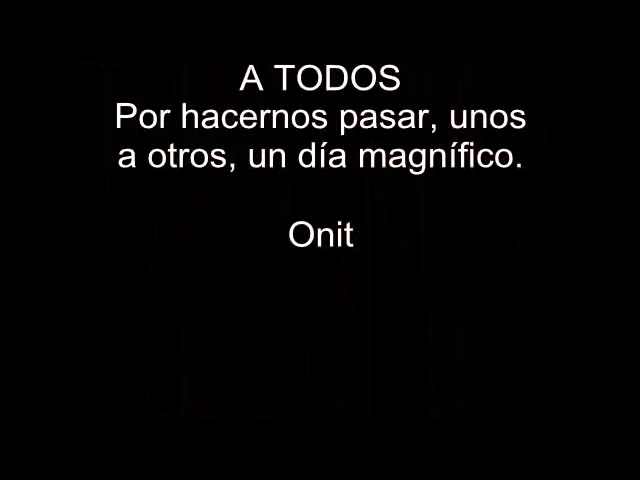 A TODOS
Por hacernos pasar, unos
a otros, un día magnífico.
Onit